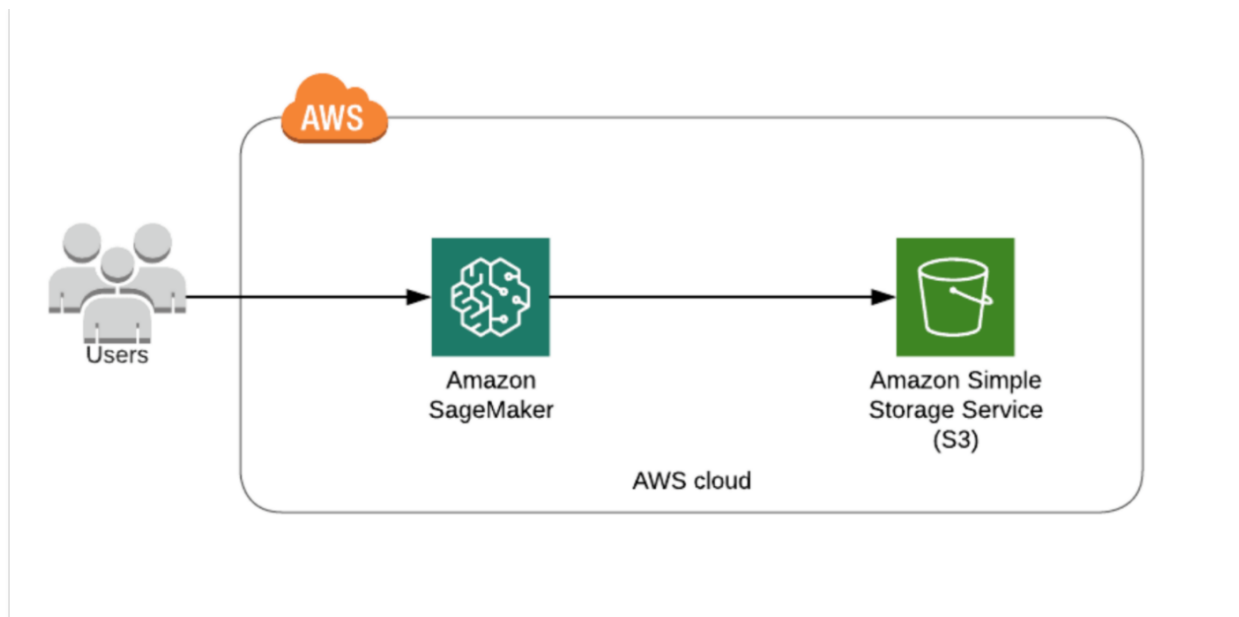 AWS
Users
Amazon
SageMaker
Amazon Simple
Storage Service
(S3)
AWS cloud